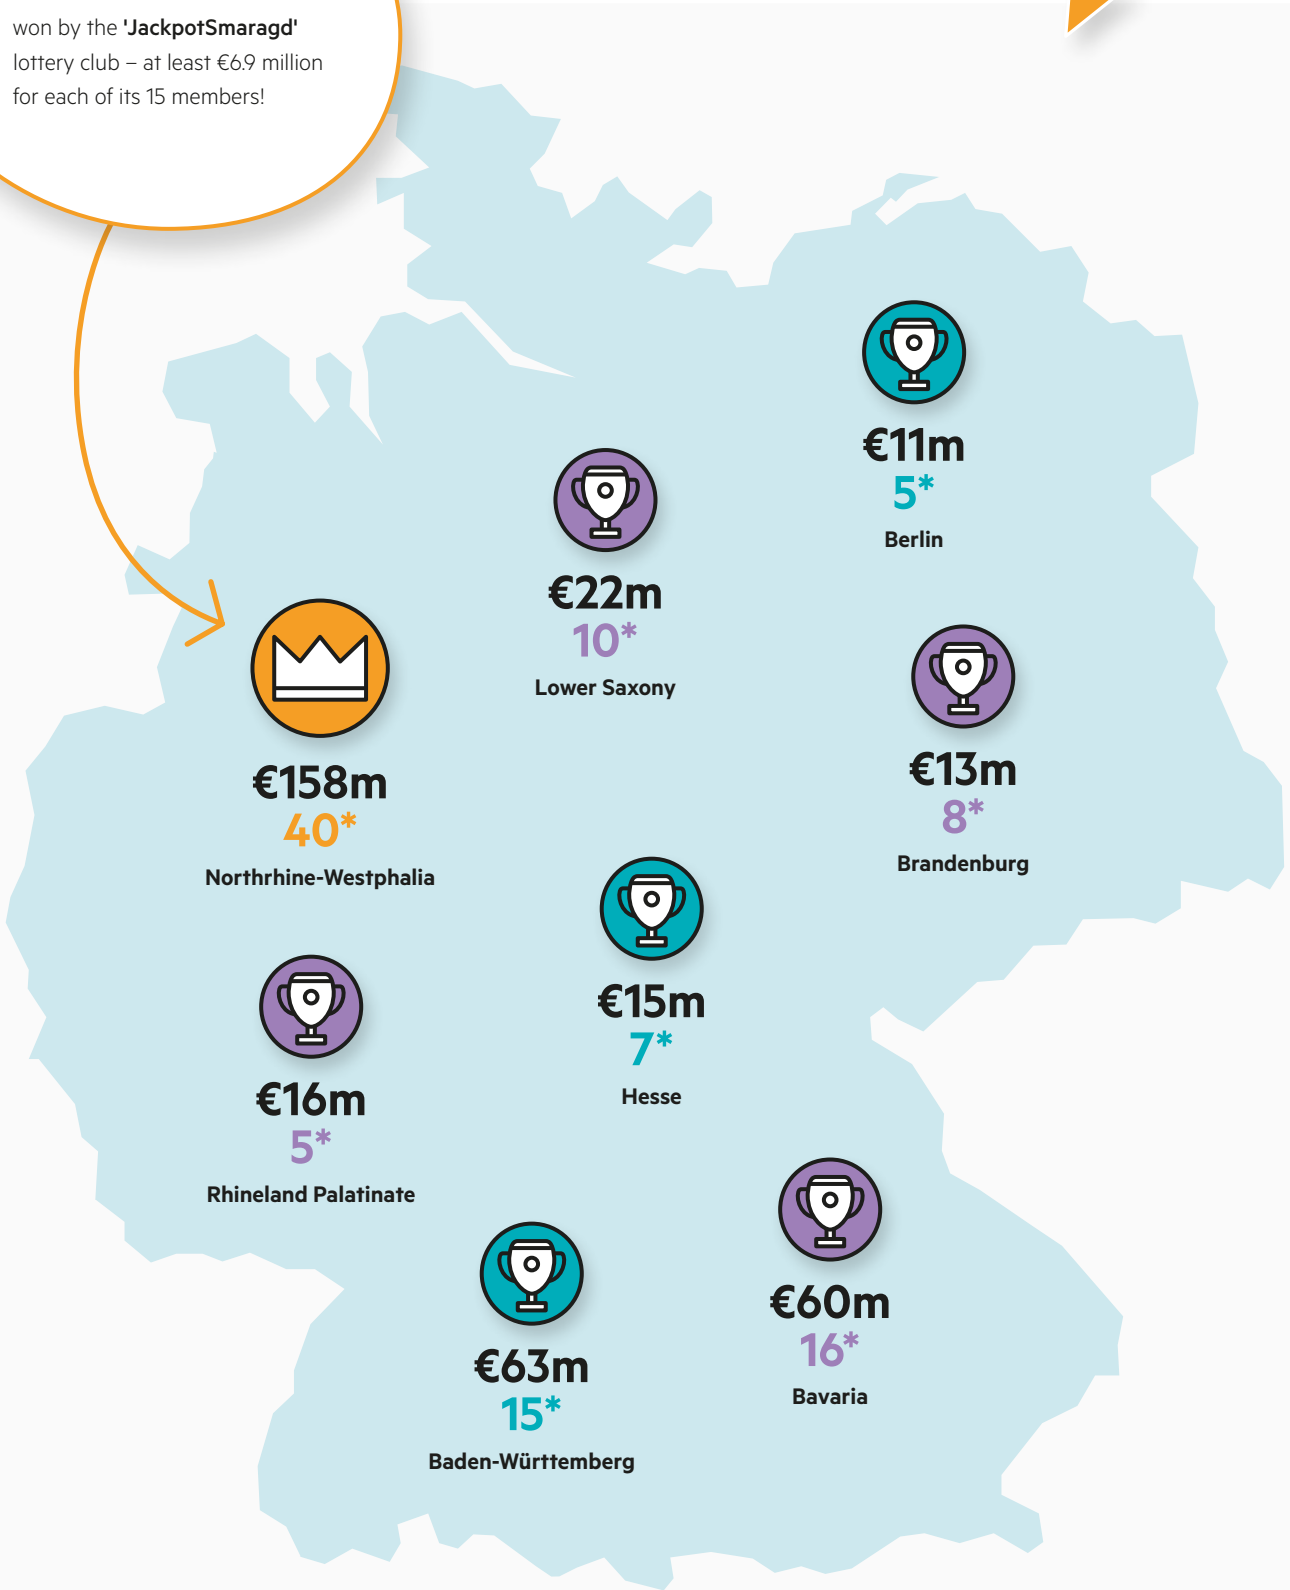 won by the 'JackpotSmaragd'
lottery club – at least €6.9 million
for each of its 15 members!
€11m
5*
Berlin
€22m
10*
Lower Saxony
€13m
8*
Brandenburg
€158m
40*
Northrhine-Westphalia
€15m
7*
Hesse
€16m
5*
Rhineland Palatinate
€60m
16*
Bavaria
€63m
15*
Baden-Württemberg